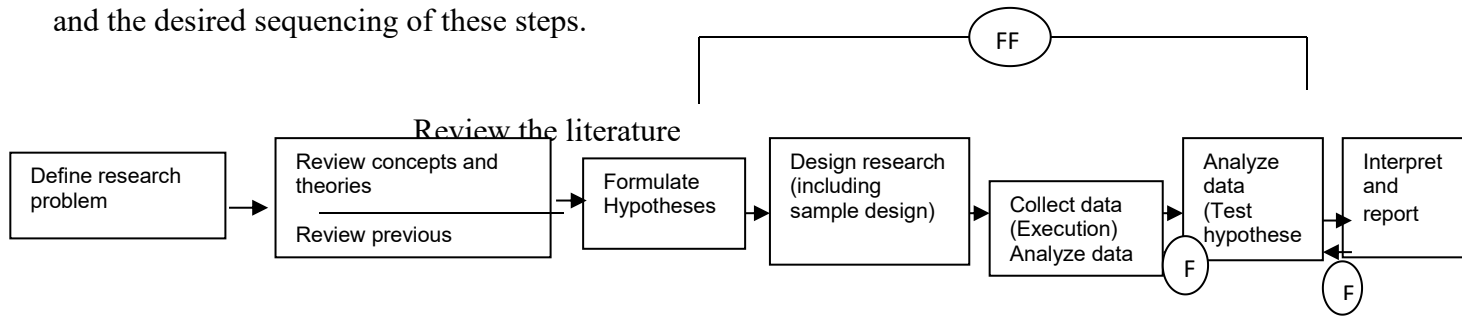 and the desired sequencing of these steps.
FF
Review the literature
Define research
problem
Review concepts and
theories
Review previous
Formulate
Hypotheses
Design research
(including
sample design)
Collect data
(Execution)
Analyze data
Analyze
data
(Test
hypothese
Interpret
and
report
F
F